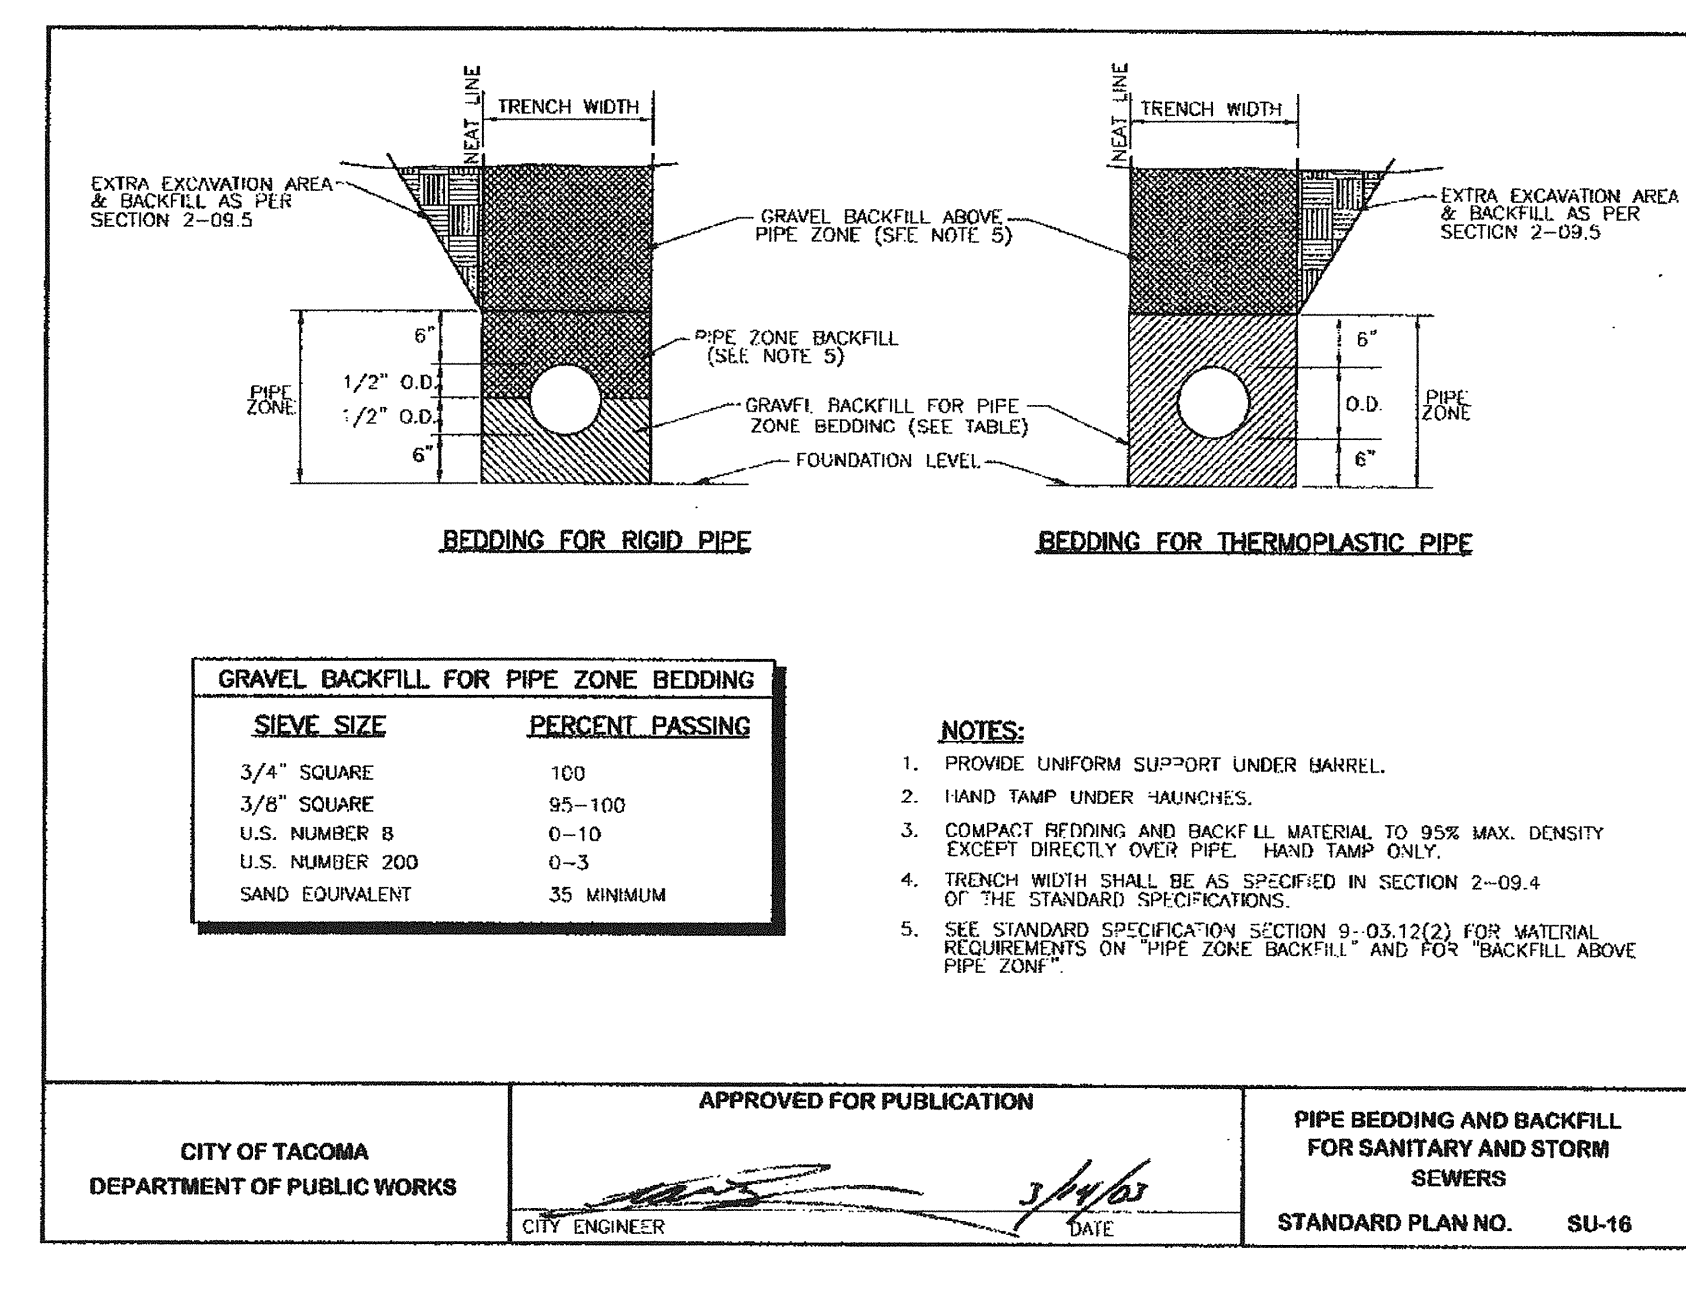 NEAT LINE
TRENCH WIDTH
EXTRA EXCAVATION AREA
& BACKFILL AS PER
SECTION 2-09.5
GRAVEL BACKFILL ABOVE
PIPE ZONE (SEE NOTE 5)
PIPE ZONE BACKFILL
(SEE NOTE 5)
GRAVEL BACKFILL FOR PIPE
ZONE BEDDING (SEE TABLE)
FOUNDATION LEVEL
PIPE
ZONE
6"
1/2" O.D.
1/2" O.D.
6"
BEDDING FOR RIGID PIPE
NEAT LINE
TRENCH WIDTH
EXTRA EXCAVATION AREA
& BACKFILL AS PER
SECTION 2-09.5
6"
O.D.
6"
PIPE
ZONE
BEDDING FOR THERMOPLASTIC PIPE
GRAVEL BACKFILL FOR PIPE ZONE BEDDING
SIEVE SIZE PERCENT PASSING
3/4" SQUARE 100
3/8" SQUARE 95-100
U.S. NUMBER 8 0-10
U.S. NUMBER 200 0-3
SAND EQUIVALENT 35 MINIMUM
NOTES:
1. PROVIDE UNIFORM SUPPORT UNDER BARREL.
2. HAND TAMP UNDER HAUNCHES.
3. COMPACT BEDDING AND BACKFILL MATERIAL TO 95% MAX. DENSITY
EXCEPT DIRECTLY OVER PIPE. HAND TAMP ONLY.
4. TRENCH WIDTH SHALL BE AS SPECIFIED IN SECTION 2-09.4
OF THE STANDARD SPECIFICATIONS.
5. SEE STANDARD SPECIFICATION SECTION 9-03.12(2) FOR MATERIAL
REQUIREMENTS ON "PIPE ZONE BACKFILL" AND FOR "BACKFILL ABOVE
PIPE ZONE".
CITY OF TACOMA
DEPARTMENT OF PUBLIC WORKS
APPROVED FOR PUBLICATION
3/14/03
CITY ENGINEER DATE
PIPE BEDDING AND BACKFILL
FOR SANITARY AND STORM
SEWERS
STANDARD PLAN NO. SU-16